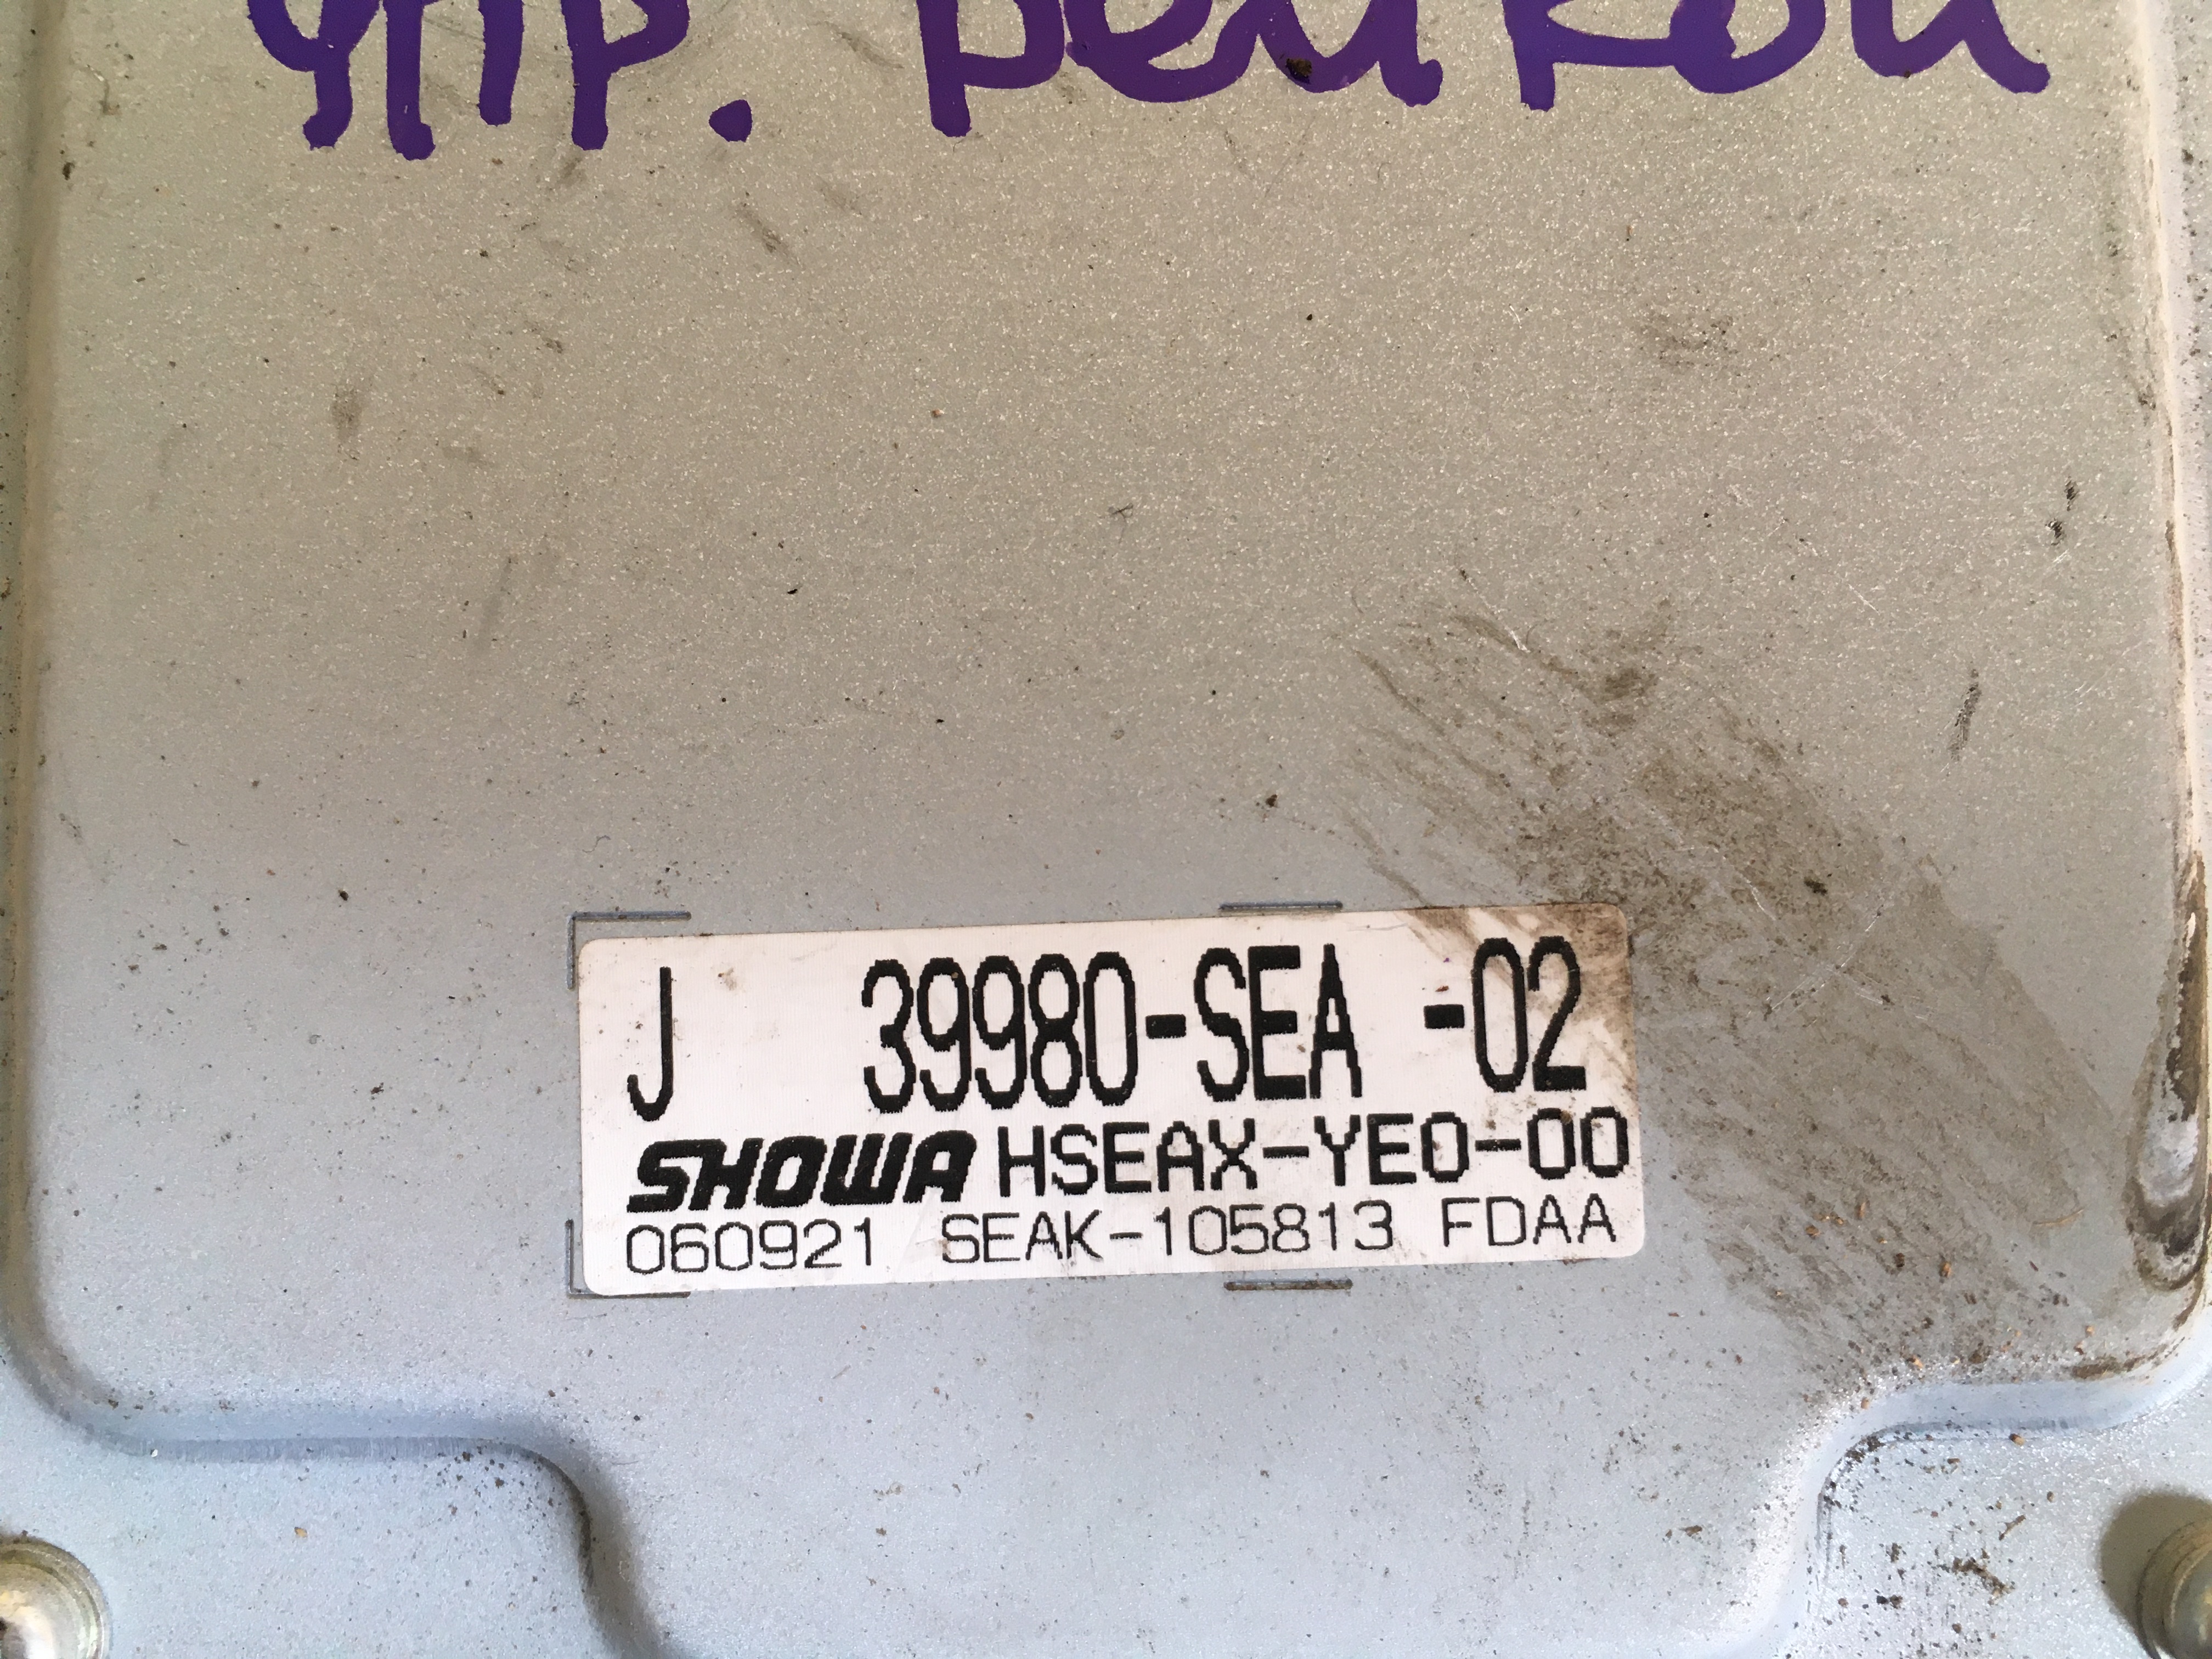 J 39980-SEA -02
SHOWA HSEAX-YE0-00
060921 SEAK-105813 FDAA